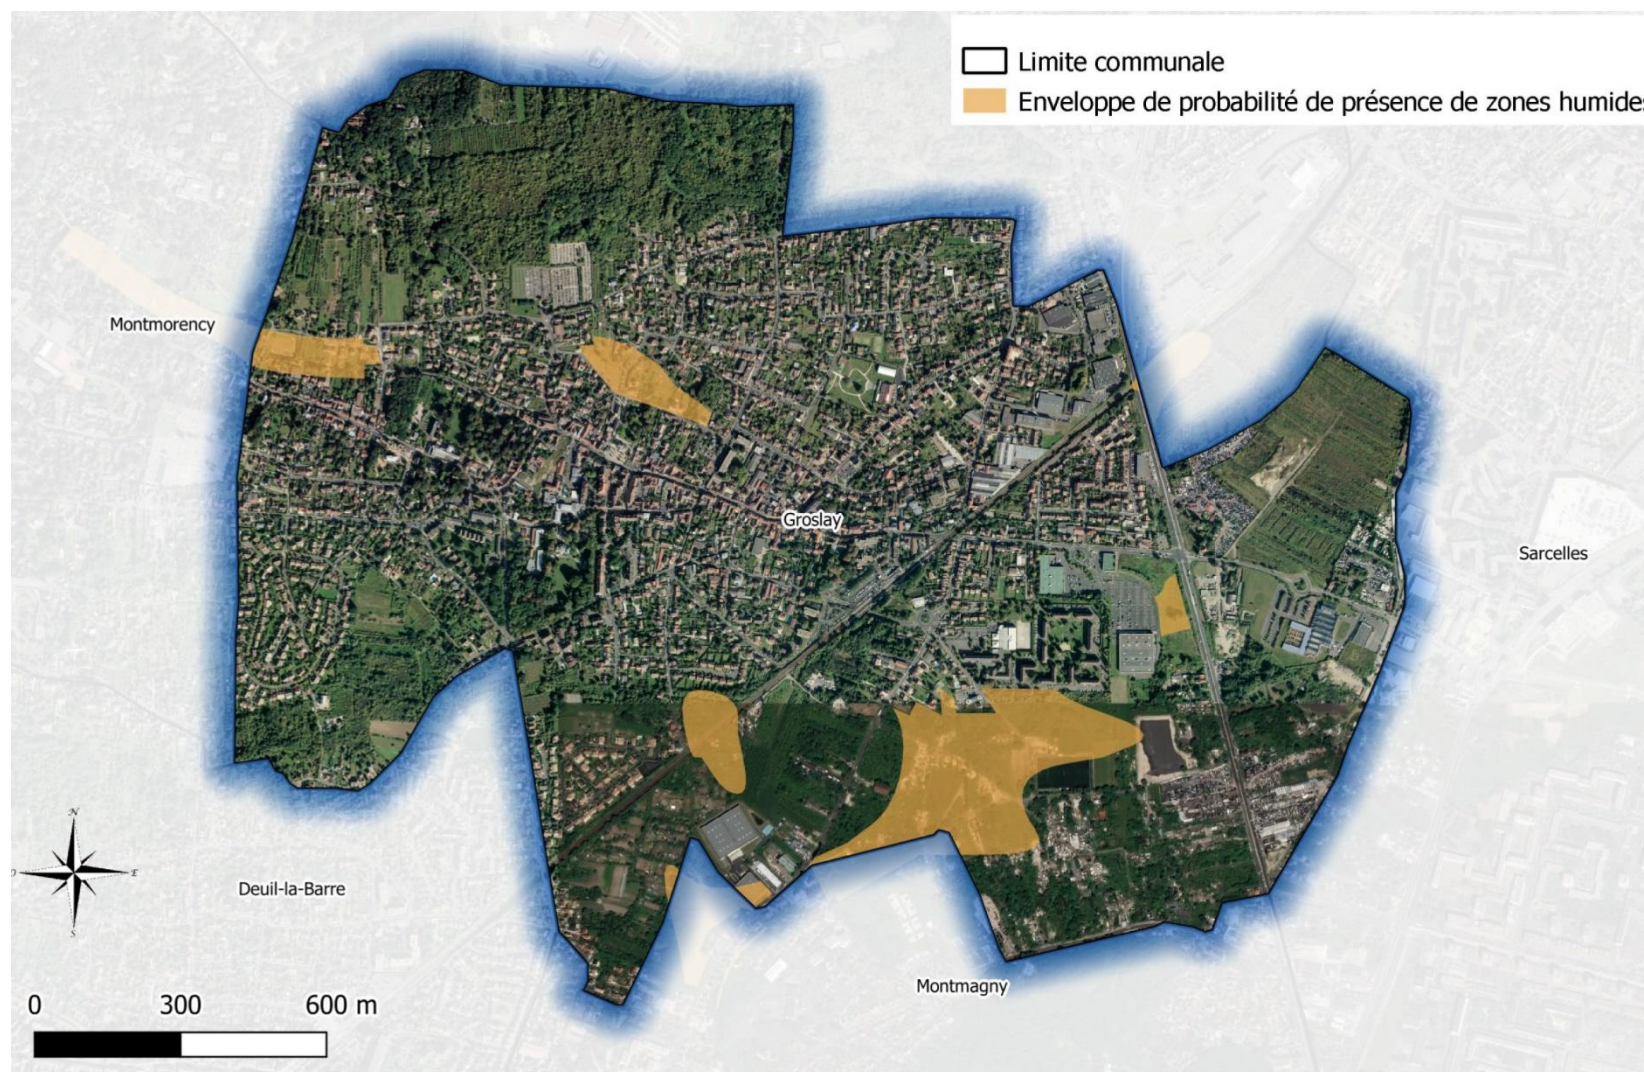 Limite communale
Enveloppe de probabilité de présence de zones humides
Montmorency
Groslay
Sarcelles
N
O
E
S
Deuil-la-Barre
Montmagny
0 300 600 m